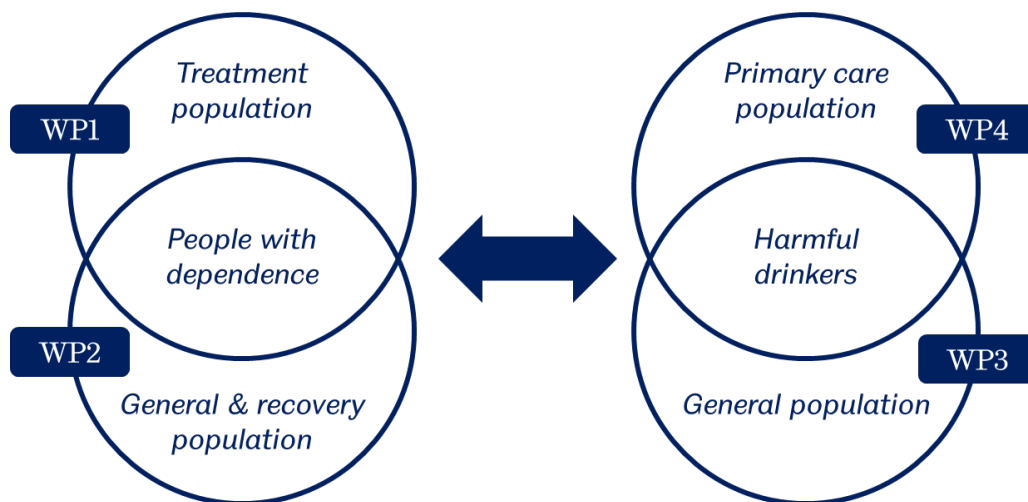 Treatment
population
WP1
People with
dependence
WP2
General & recovery
population
Primary care
population
WP4
Harmful
drinkers
WP3
General population